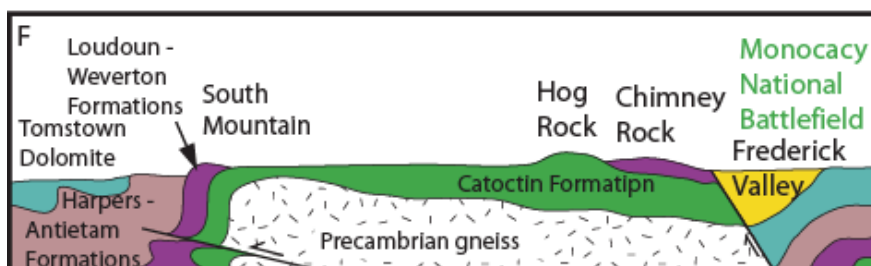 F
Loudoun -
Weverton
Formations
Tomstown
Dolomite
South
Mountain
Hog
Rock
Chimney
Rock
Monocacy
National
Battlefield
Frederick
Valley
Catoctin Formatipn
Harpers -
Antietam
Formations
Precambrian gneiss